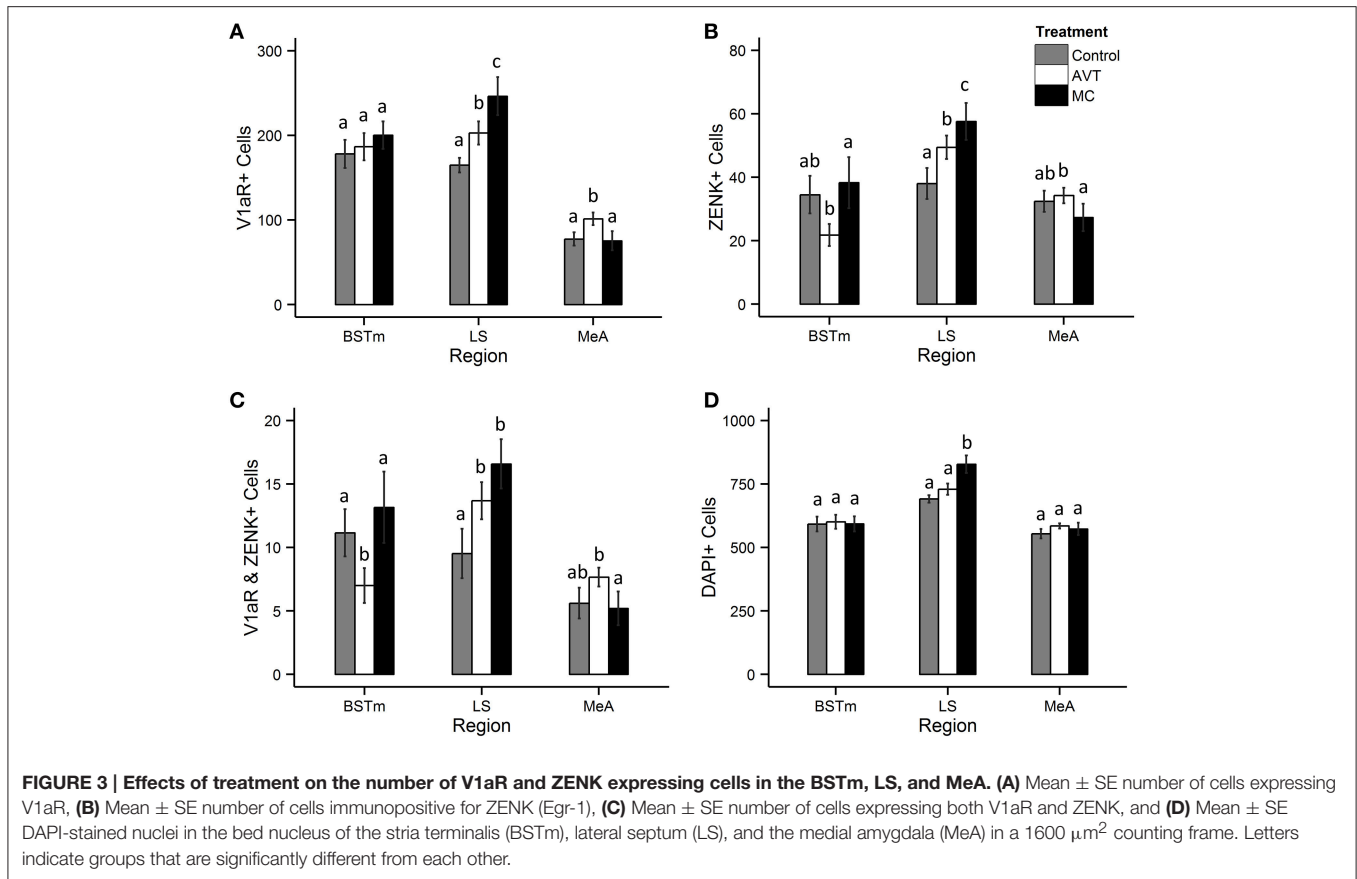 A
300
200
100
0
V1aR+ Cells
a a a
a b c
a b a
BSTm LS MeA
Region
B
80
60
40
20
0
ZENK+ Cells
ab b a
a b c
ab b a
BSTm LS MeA
Region
Treatment
Control
AVT
MC
C
20
15
10
5
0
V1aR & ZENK+ Cells
a b a
a b b
ab b a
BSTm LS MeA
Region
D
1000
750
500
250
0
DAPI+ Cells
a a a
a a b
a a a
BSTm LS MeA
Region
FIGURE 3 | Effects of treatment on the number of V1aR and ZENK expressing cells in the BSTm, LS, and MeA. (A) Mean ± SE number of cells expressing
V1aR, (B) Mean ± SE number of cells immunopositive for ZENK (Egr-1), (C) Mean ± SE number of cells expressing both V1aR and ZENK, and (D) Mean ± SE
DAPI-stained nuclei in the bed nucleus of the stria terminalis (BSTm), lateral septum (LS), and the medial amygdala (MeA) in a 1600 μm² counting frame. Letters
indicate groups that are significantly different from each other.